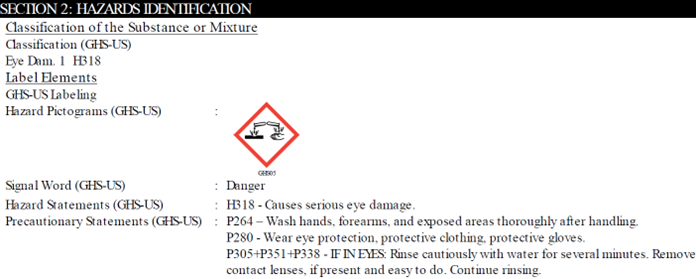 SECTION 2: HAZARDS IDENTIFICATION
Classification of the Substance or Mixture
Classification (GHS-US)
Eye Dam. 1 H318
Label Elements
GHS-US Labeling
Hazard Pictograms (GHS-US) :
GHS05
Signal Word (GHS-US) : Danger
Hazard Statements (GHS-US) : H318 - Causes serious eye damage.
Precautionary Statements (GHS-US) : P264 – Wash hands, forearms, and exposed areas thoroughly after handling.
P280 - Wear eye protection, protective clothing, protective gloves.
P305+P351+P338 - IF IN EYES: Rinse cautiously with water for several minutes. Remove
contact lenses, if present and easy to do. Continue rinsing.